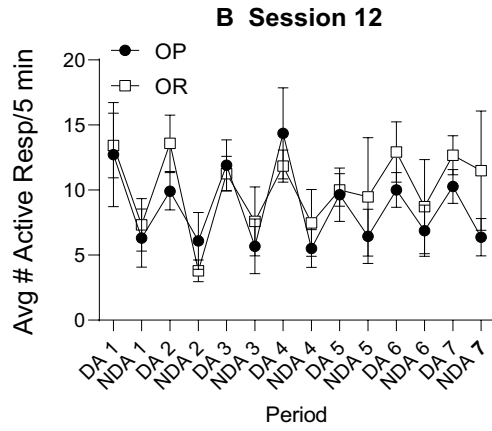 B Session 12
OP
OR
Avg # Active Resp/5 min
20
15
10
5
0
DA 1
NDA 1
DA 2
NDA 2
DA 3
NDA 3
DA 4
NDA 4
DA 5
NDA 5
DA 6
NDA 6
DA 7
NDA 7
Period